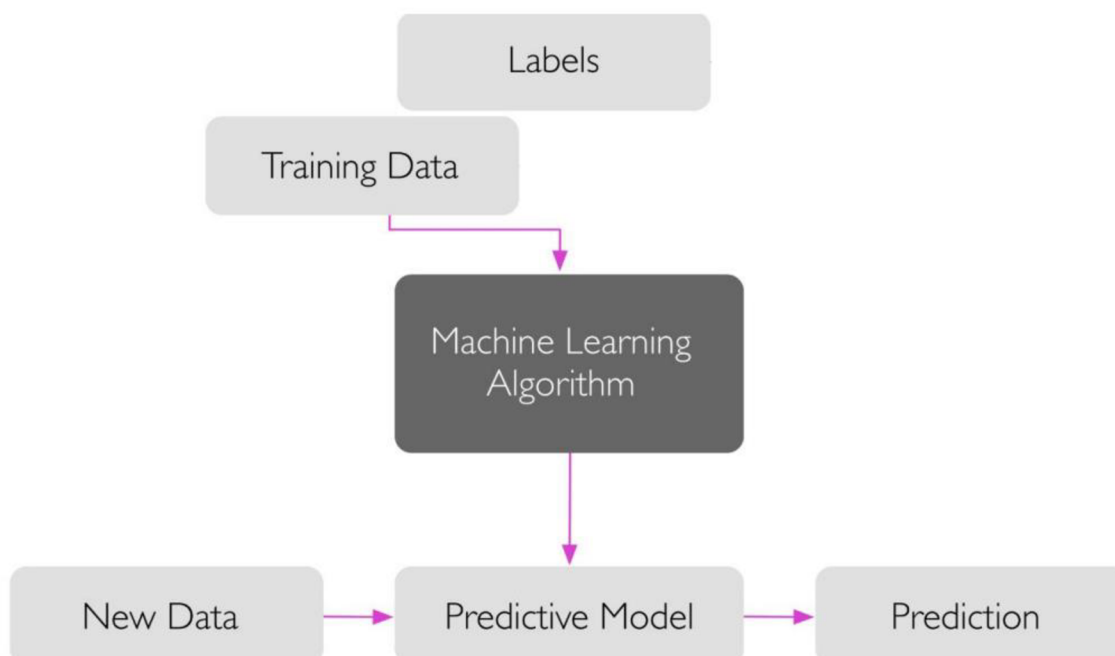 Labels
Training Data
Machine Learning
Algorithm
New Data
Predictive Model
Prediction